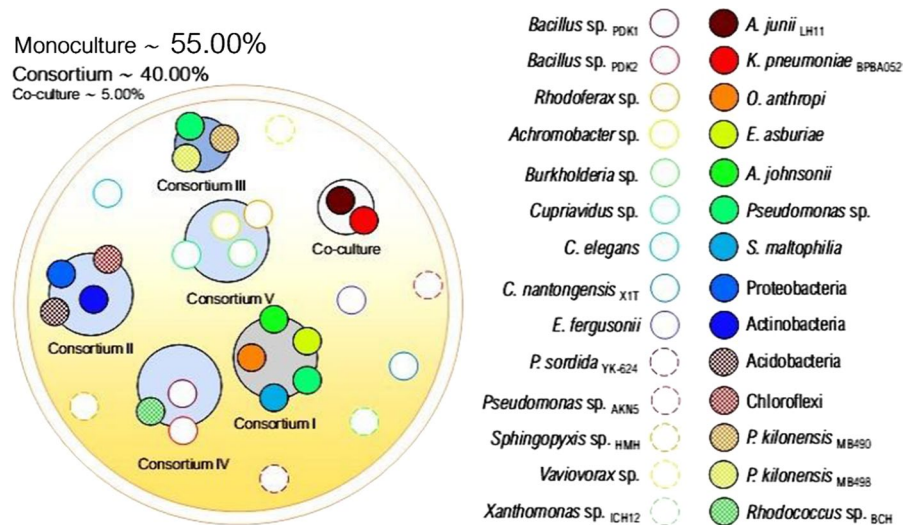 Monoculture ~ 55.00%
Consortium ~ 40.00%
Co-culture ~ 5.00%
Consortium III
Co-culture
Consortium V
Consortium II
Consortium I
Consortium IV
Bacillus sp. PDK1
Bacillus sp. PDK2
Rhodoferax sp.
Achromobacter sp.
Burkholderia sp.
Cupriavidus sp.
C. elegans
C. nantongensis X1T
E. fergusonii
P. sordida YK-624
Pseudomonas sp. AKN5
Sphingopyxis sp. HMH
Vaviovorax sp.
Xanthomonas sp. ICH12
A. junii LH11
K. pneumoniae BPBA052
O. anthropi
E. asburiae
A. johnsonii
Pseudomonas sp.
S. maltophilia
Proteobacteria
Actinobacteria
Acidobacteria
Chloroflexi
P. kilonensis MB490
P. kilonensis MB498
Rhodococcus sp. BCH